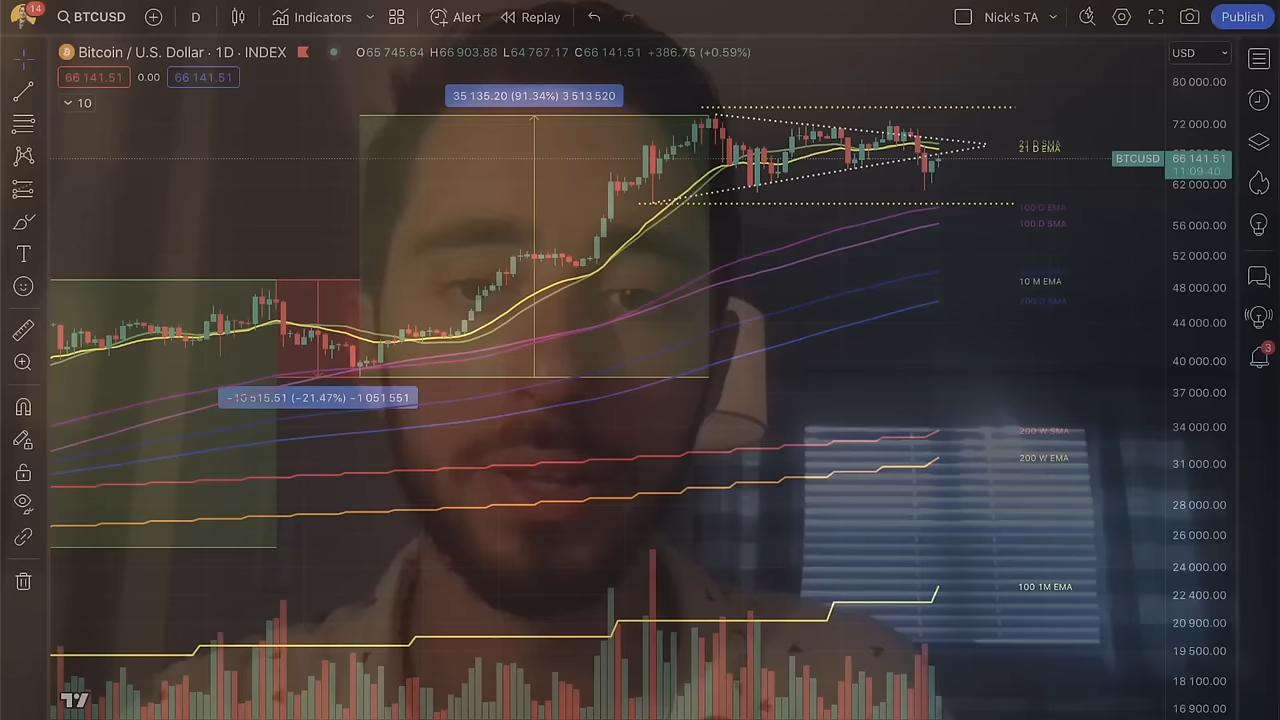 14
BTCUSD
D
Indicators
Alert
Replay
Nick's TA
Publish
Bitcoin / U.S. Dollar · 1D · INDEX
O65 745.64 H66 903.88 L64 767.17 C66 141.51 +386.75 (+0.59%)
USD
66 141.51 0.00 66 141.51
10
35 135.20 (91.34%) 3 513 520
80 000.00
72 000.00
21 D EMA
BTCUSD 66 141.51
11:09:40
62 000.00
100 D EMA
100 D SMA
56 000.00
52 000.00
10 M EMA
48 000.00
200 D SMA
44 000.00
3
40 000.00
−10 515.51 (−21.47%) −1 051 551
37 000.00
34 000.00
200 W SMA
200 W EMA
31 000.00
28 000.00
26 000.00
24 000.00
100 1M EMA
22 400.00
20 900.00
19 500.00
18 100.00
16 900.00